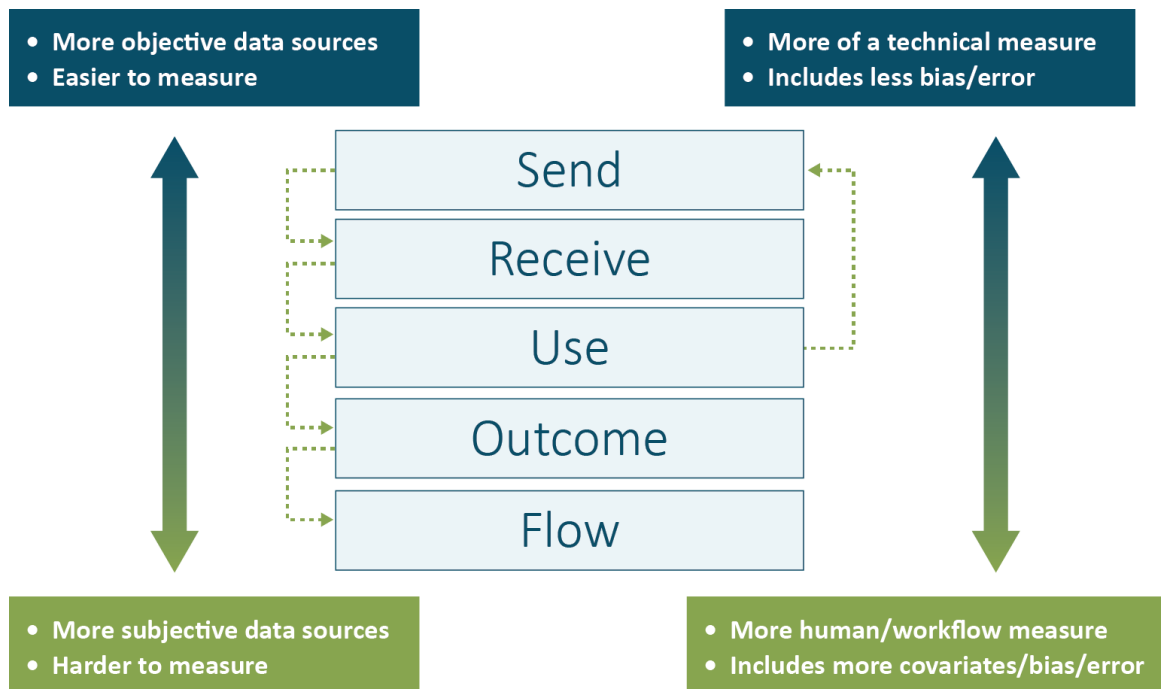 • More objective data sources
• Easier to measure
• More of a technical measure
• Includes less bias/error
Send
Receive
Use
Outcome
Flow
• More subjective data sources
• Harder to measure
• More human/workflow measure
• Includes more covariates/bias/error